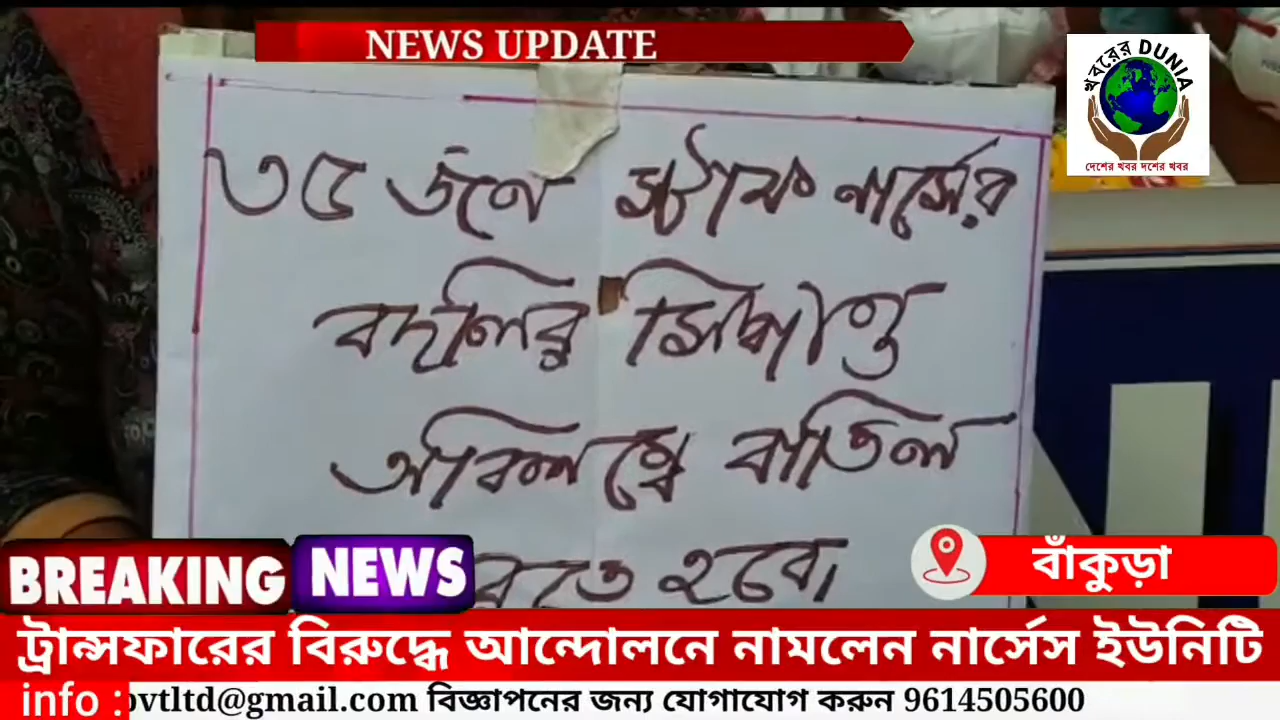 NEWS UPDATE
খবরের DUNIA
দেশের খবর দশের খবর
৩৫ জন স্টাফ নার্সের
বদলির সিদ্ধান্ত
অবিলম্বে বাতিল
রতে হবে
BREAKING NEWS
বাঁকুড়া
ট্রান্সফারের বিরুদ্ধে আন্দোলনে নামলেন নার্সেস ইউনিটি
info : pvtltd@gmail.com বিজ্ঞাপনের জন্য যোগাযোগ করুন 9614505600